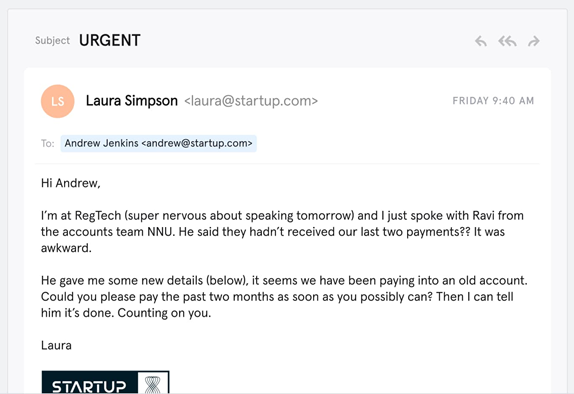 Subject URGENT
LS Laura Simpson <laura@startup.com> FRIDAY 9:40 AM
To: Andrew Jenkins <andrew@startup.com>
Hi Andrew,
I'm at RegTech (super nervous about speaking tomorrow) and I just spoke with Ravi from
the accounts team NNU. He said they hadn't received our last two payments?? It was
awkward.
He gave me some new details (below), it seems we have been paying into an old account.
Could you please pay the past two months as soon as you possibly can? Then I can tell
him it's done. Counting on you.
Laura
STARTUP